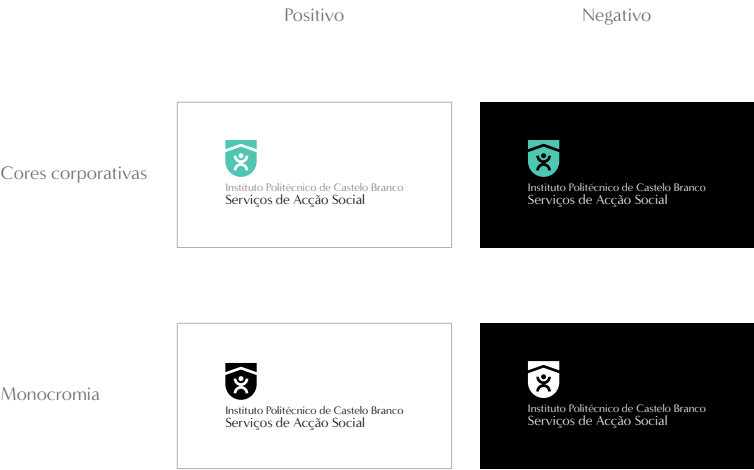 Positivo
Negativo
Cores corporativas
Instituto Politécnico de Castelo Branco
Serviços de Acção Social
Instituto Politécnico de Castelo Branco
Serviços de Acção Social
Monocromia
Instituto Politécnico de Castelo Branco
Serviços de Acção Social
Instituto Politécnico de Castelo Branco
Serviços de Acção Social